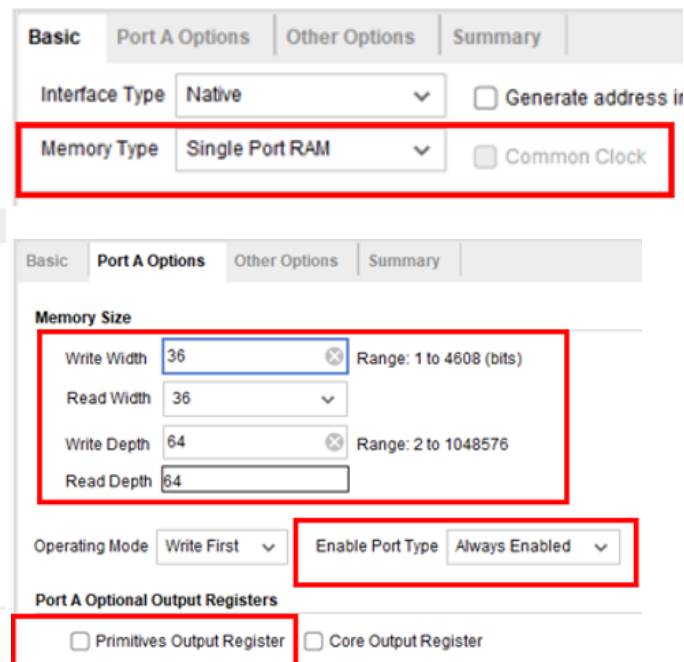 Basic Port A Options Other Options Summary
Interface Type Native Generate address
Memory Type Single Port RAM Common Clock
Basic Port A Options Other Options Summary
Memory Size
Write Width 36 Range: 1 to 4608 (bits)
Read Width 36
Write Depth 64 Range: 2 to 1048576
Read Depth 64
Operating Mode Write First Enable Port Type Always Enabled
Port A Optional Output Registers
Primitives Output Register Core Output Register